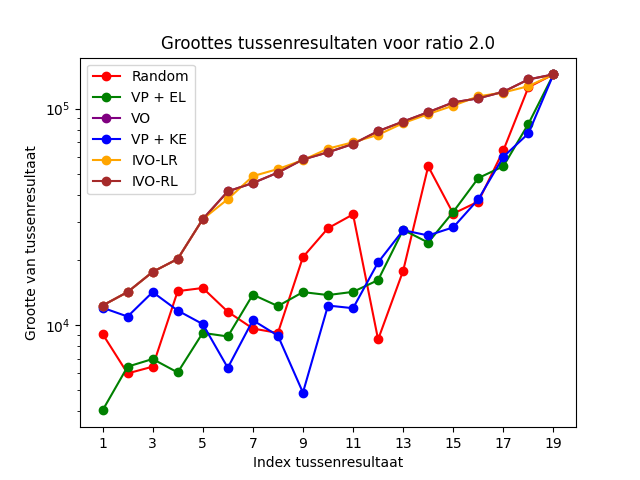 Groottes tussenresultaten voor ratio 2.0
Random
VP + EL
VO
VP + KE
IVO-LR
IVO-RL
10^5
10^4
Grootte van tussenresultaat
1 3 5 7 9 11 13 15 17 19
Index tussenresultaat